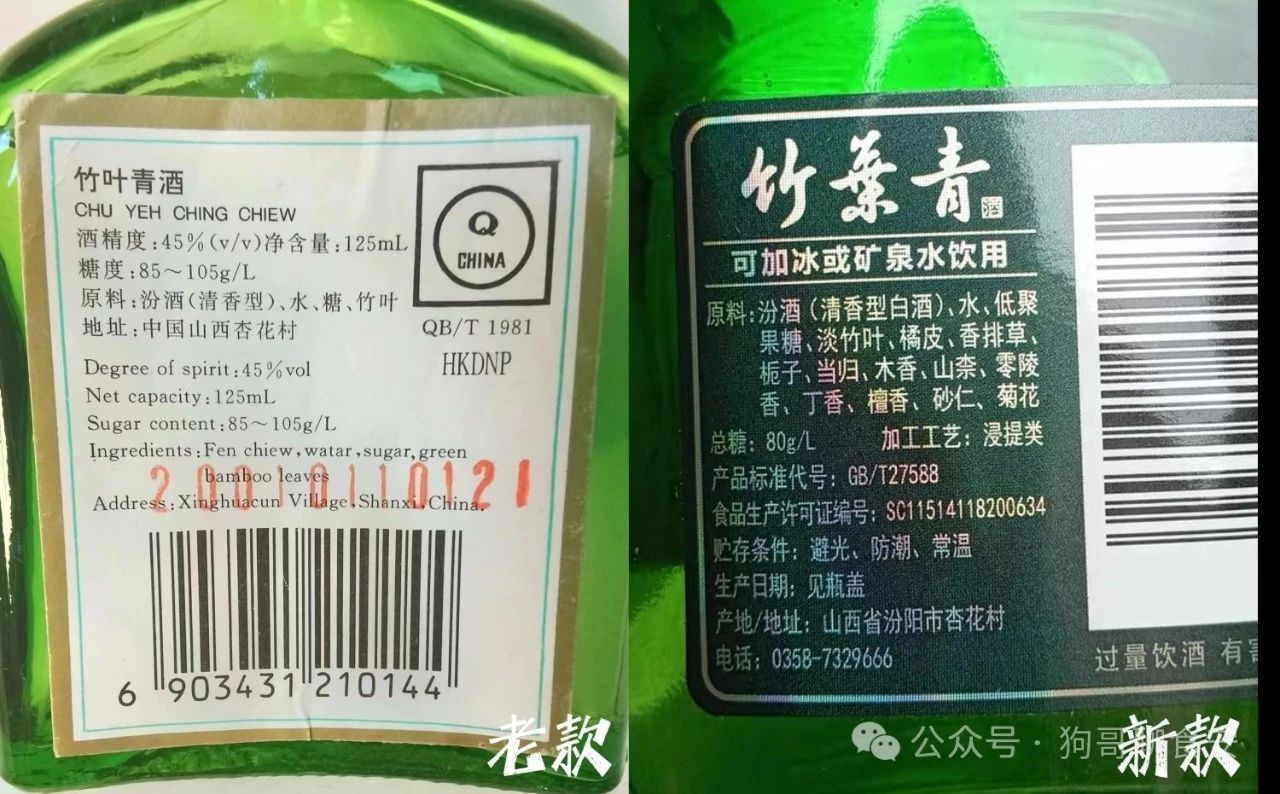 竹叶青酒
CHU YEH CHING CHIEW
酒精度:45%(v/v)净含量:125mL
糖度:85～105g/L
原料:汾酒(清香型)、水、糖、竹叶
地址:中国山西杏花村
Q
CHINA
QB/T 1981
HKDNP
Degree of spirit:45%vol
Net capacity:125mL
Sugar content:85～105g/L
Ingredients:Fen chiew,watar,sugar,green
bamboo leaves
20010110121
Address:Xinghuacun Village,Shanxi,China.
6 903431 210144
老款
竹葉青
酒
可加冰或矿泉水饮用
原料:汾酒(清香型白酒)、水、低聚
果糖、淡竹叶、橘皮、香排草、
栀子、当归、木香、山柰、零陵
香、丁香、檀香、砂仁、菊花
总糖: 80g/L 加工工艺: 浸提类
产品标准代号: GB/T27588
食品生产许可证编号: SC11514118200634
贮存条件: 避光、防潮、常温
生产日期: 见瓶盖
产地/地址: 山西省汾阳市杏花村
电话: 0358-7329666
过量饮酒 有害
公众号 · 狗哥
新款